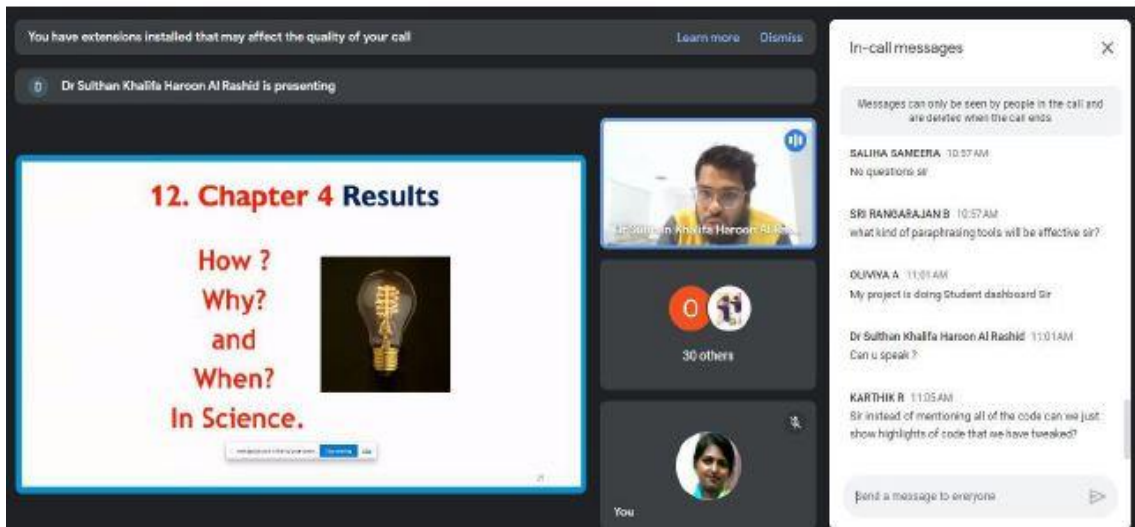 You have extensions installed that may affect the quality of your call
Learn more
Dismiss
D
Dr Sulthan Khalifa Haroon Al Rashid is presenting
12. Chapter 4 Results
How ?
Why?
and
When?
In Science.
Dr Sulthan Khalifa Haroon Al Ra...
O
30 others
You
In-call messages
Messages can only be seen by people in the call and
are deleted when the call ends
SALIHA SAMEERA 10:57 AM
No questions sir
SRI RANGARAJAN B 10:57 AM
what kind of paraphrasing tools will be effective sir?
OLIVIYA A 11:01 AM
My project is doing Student dashboard Sir
Dr Sulthan Khalifa Haroon Al Rashid 11:01 AM
Can u speak ?
KARTHIK R 11:05 AM
Sir instead of mentioning all of the code can we just
show highlights of code that we have tweaked?
Send a message to everyone